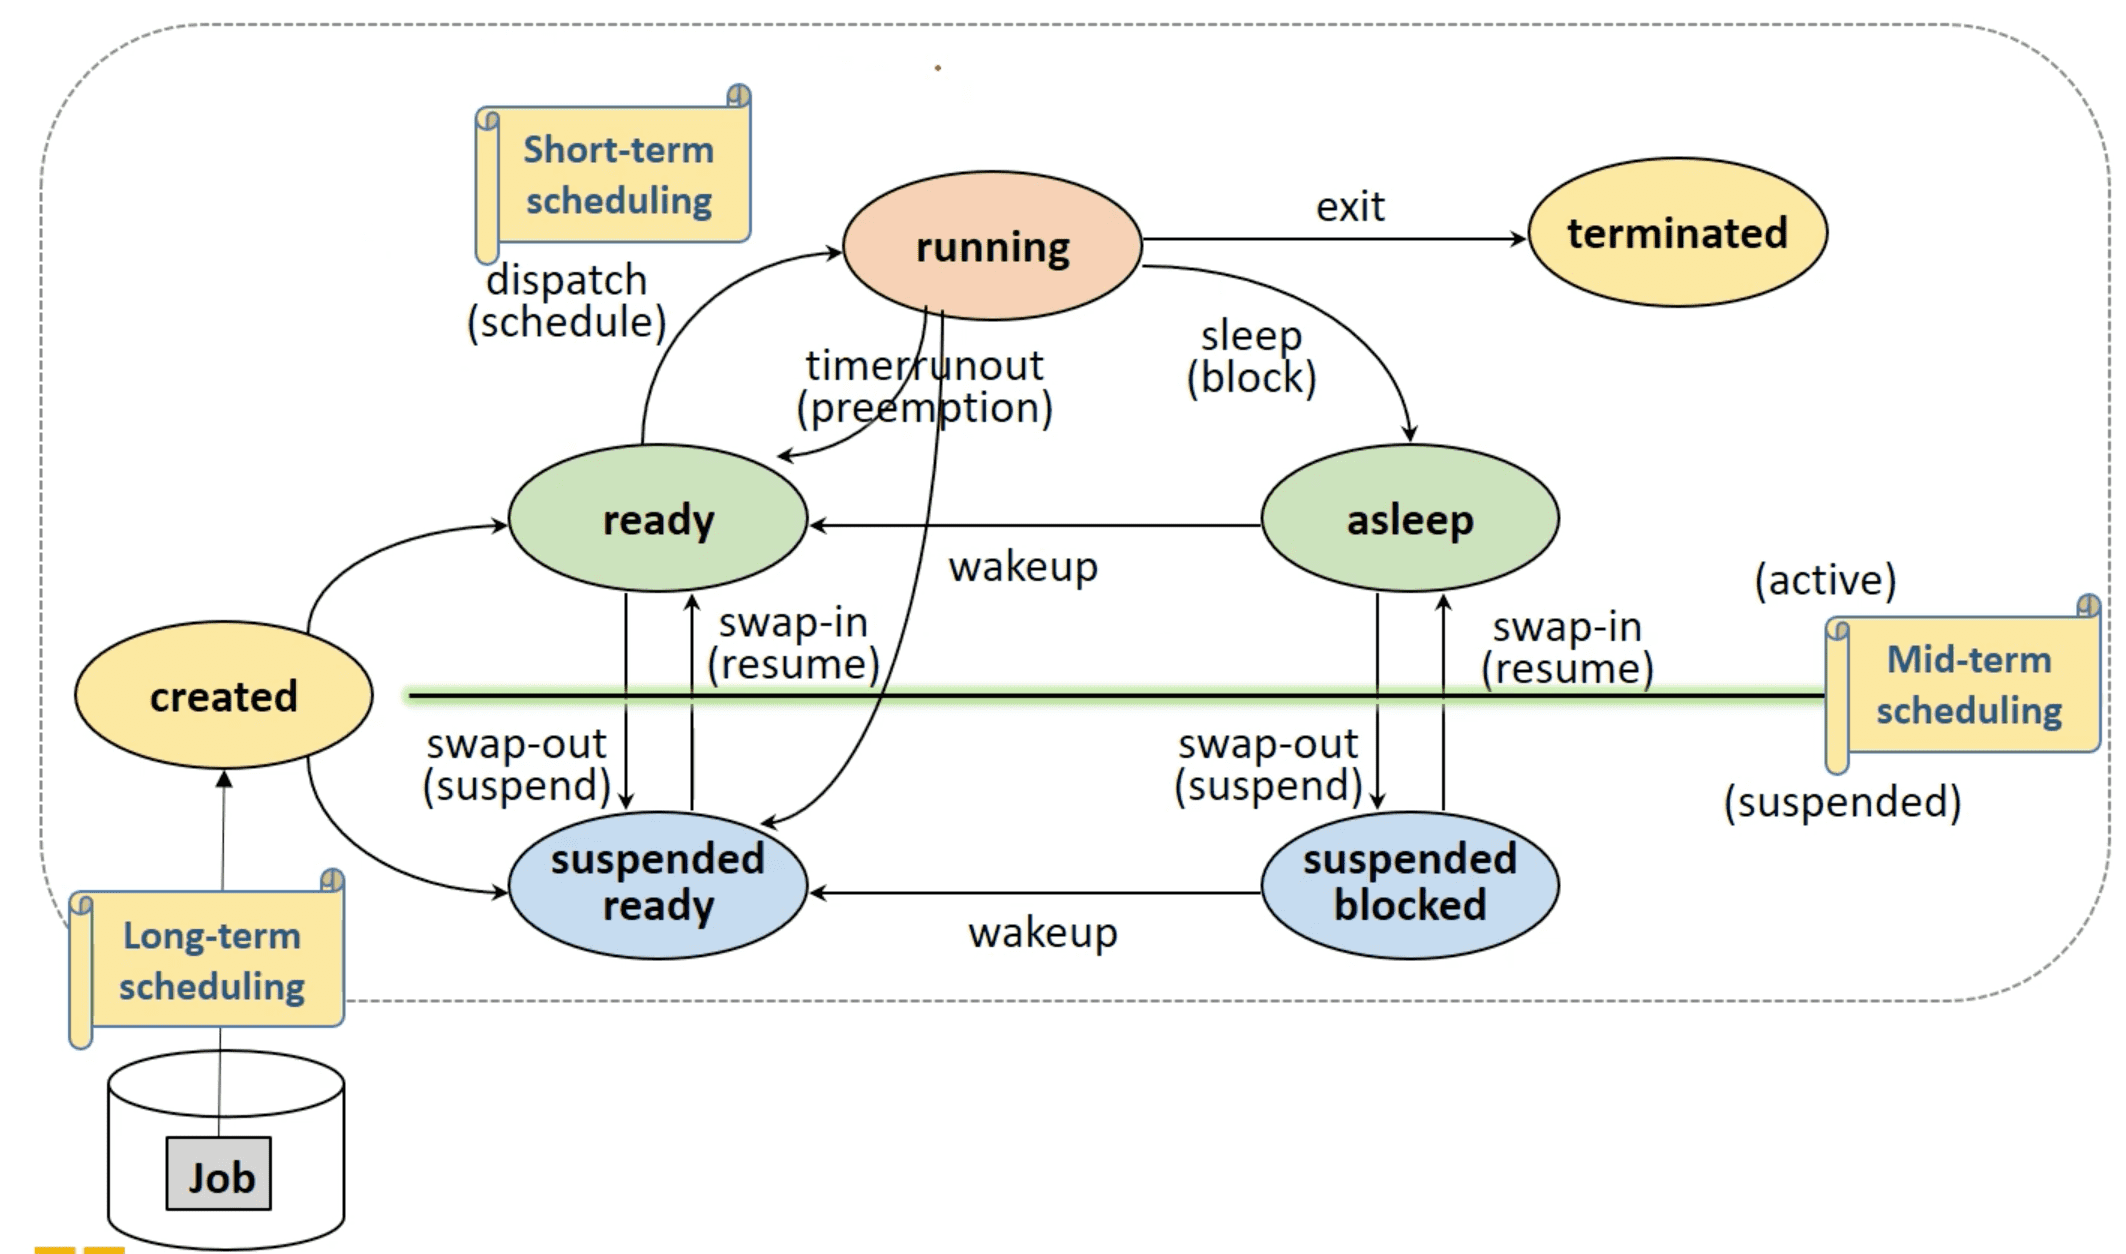 Short-term
scheduling
dispatch
(schedule)
running
exit
terminated
timerrunout
(preemption)
sleep
(block)
ready
asleep
wakeup
(active)
created
swap-in
(resume)
swap-in
(resume)
Mid-term
scheduling
swap-out
(suspend)
swap-out
(suspend)
(suspended)
suspended
ready
suspended
blocked
wakeup
Long-term
scheduling
Job